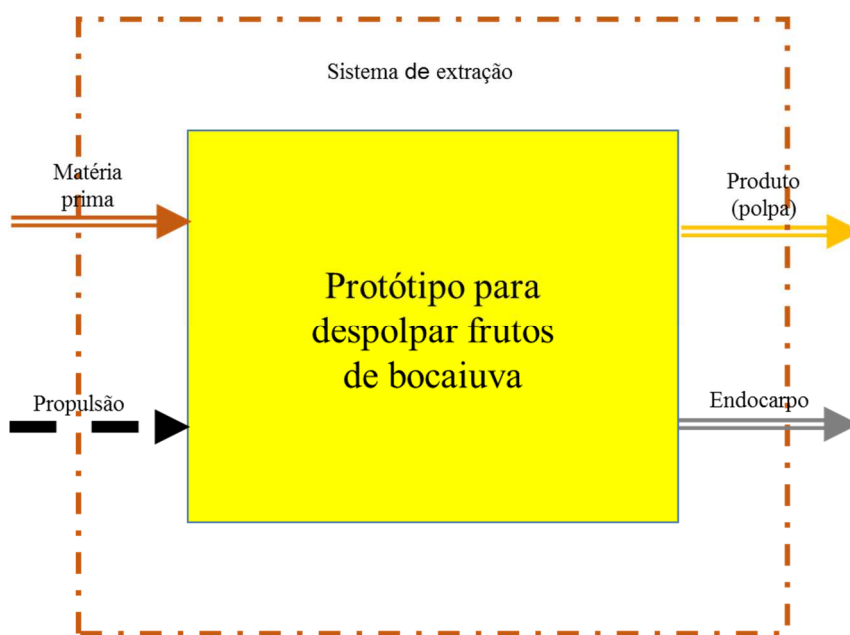 Sistema de extração
Matéria
prima
Produto
(polpa)
Protótipo para
despolpar frutos
de bocaiuva
Propulsão
Endocarpo